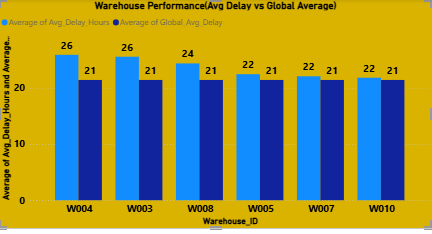 Warehouse Performance(Avg Delay vs Global Average)
Average of Avg_Delay_Hours Average of Global_Avg_Delay
Average of Avg_Delay_Hours and Average...
26 21 26 21 24 21 22 21 22 21 22 21
20
10
0
W004 W003 W008 W005 W007 W010
Warehouse_ID